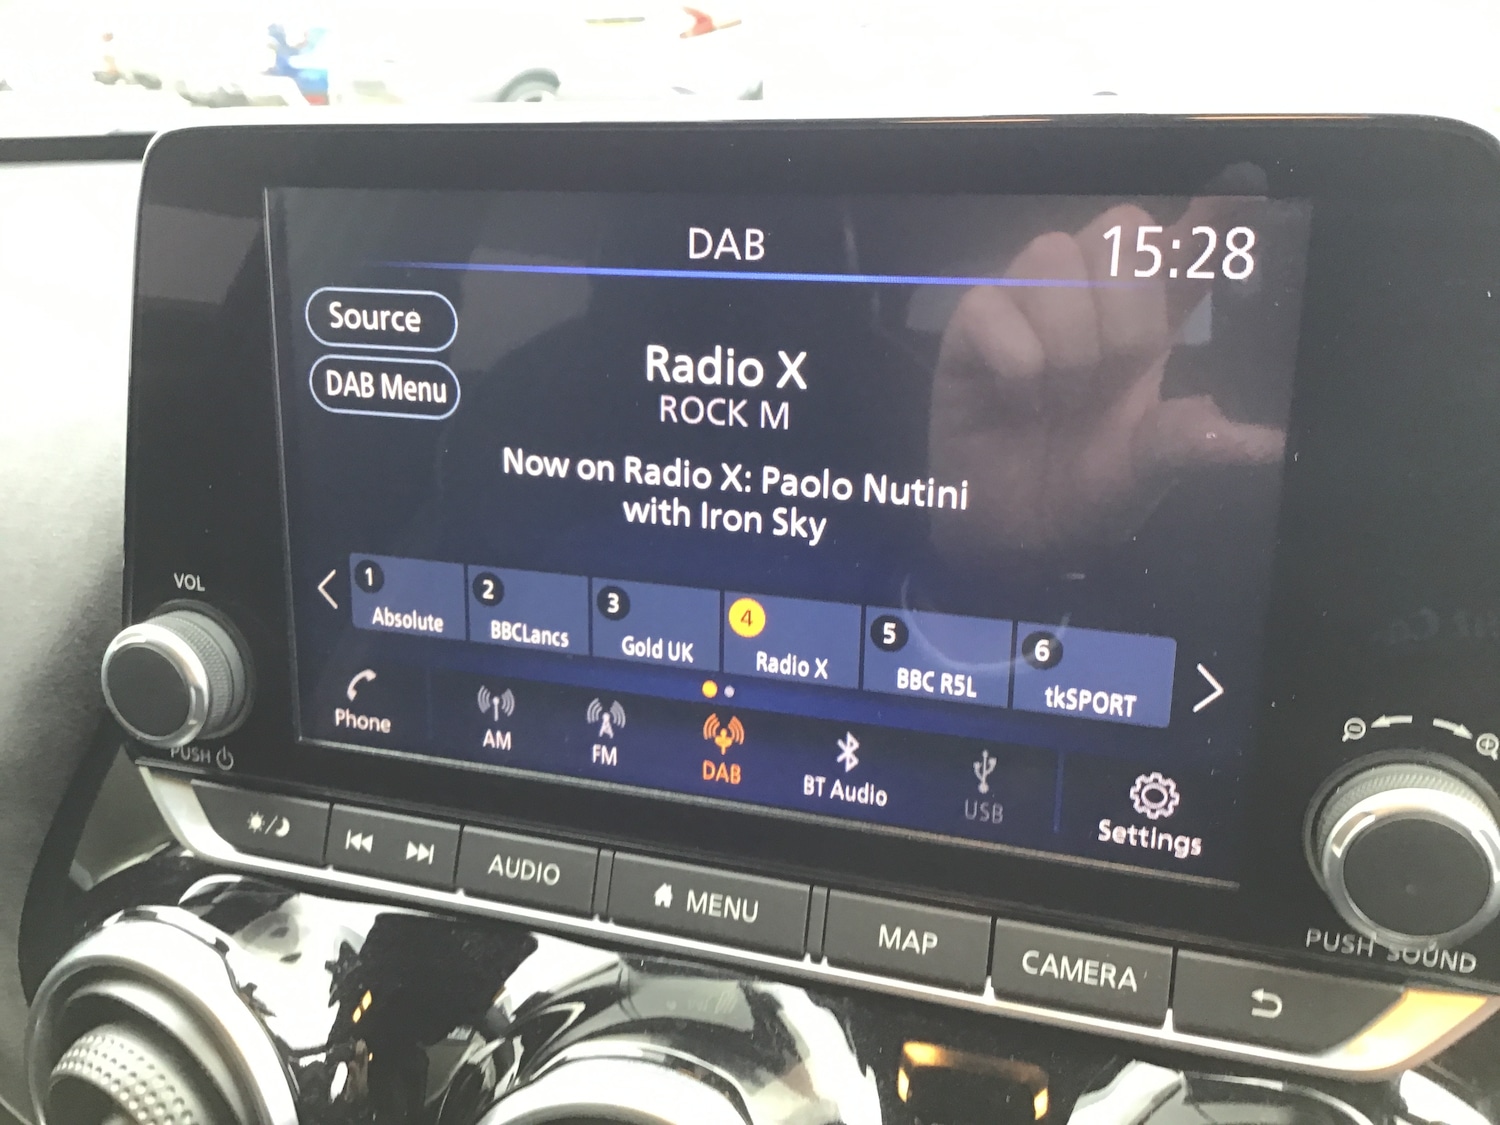 DAB
15:28
Source
DAB Menu
Radio X
ROCK M
Now on Radio X: Paolo Nutini
with Iron Sky
1 Absolute
2 BBCLancs
3 Gold UK
4 Radio X
5 BBC R5L
6 tkSPORT
Phone
AM
FM
DAB
BT Audio
USB
Settings
VOL
PUSH
AUDIO
MENU
MAP
CAMERA
PUSH SOUND